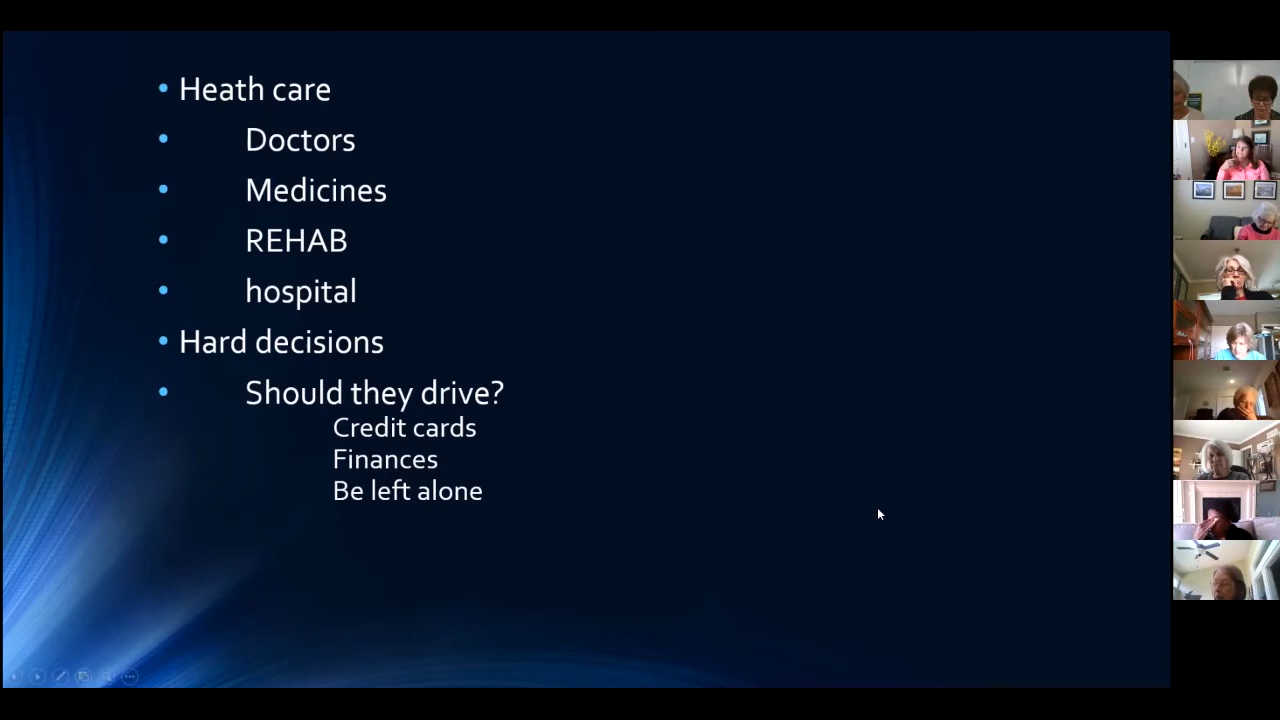 • Heath care
• Doctors
• Medicines
• REHAB
• hospital
• Hard decisions
• Should they drive?
Credit cards
Finances
Be left alone